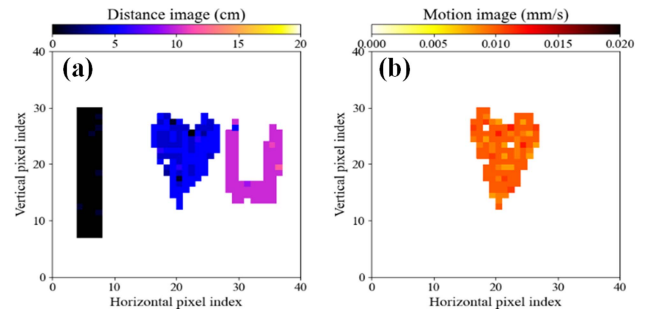 Distance image (cm)
0 5 10 15 20
(a)
Vertical pixel index
40
30
20
10
0
0 10 20 30 40
Horizontal pixel index
I ♥ u
Motion image (mm/s)
0.000 0.005 0.010 0.015 0.020
(b)
Vertical pixel index
40
30
20
10
0
0 10 20 30 40
Horizontal pixel index